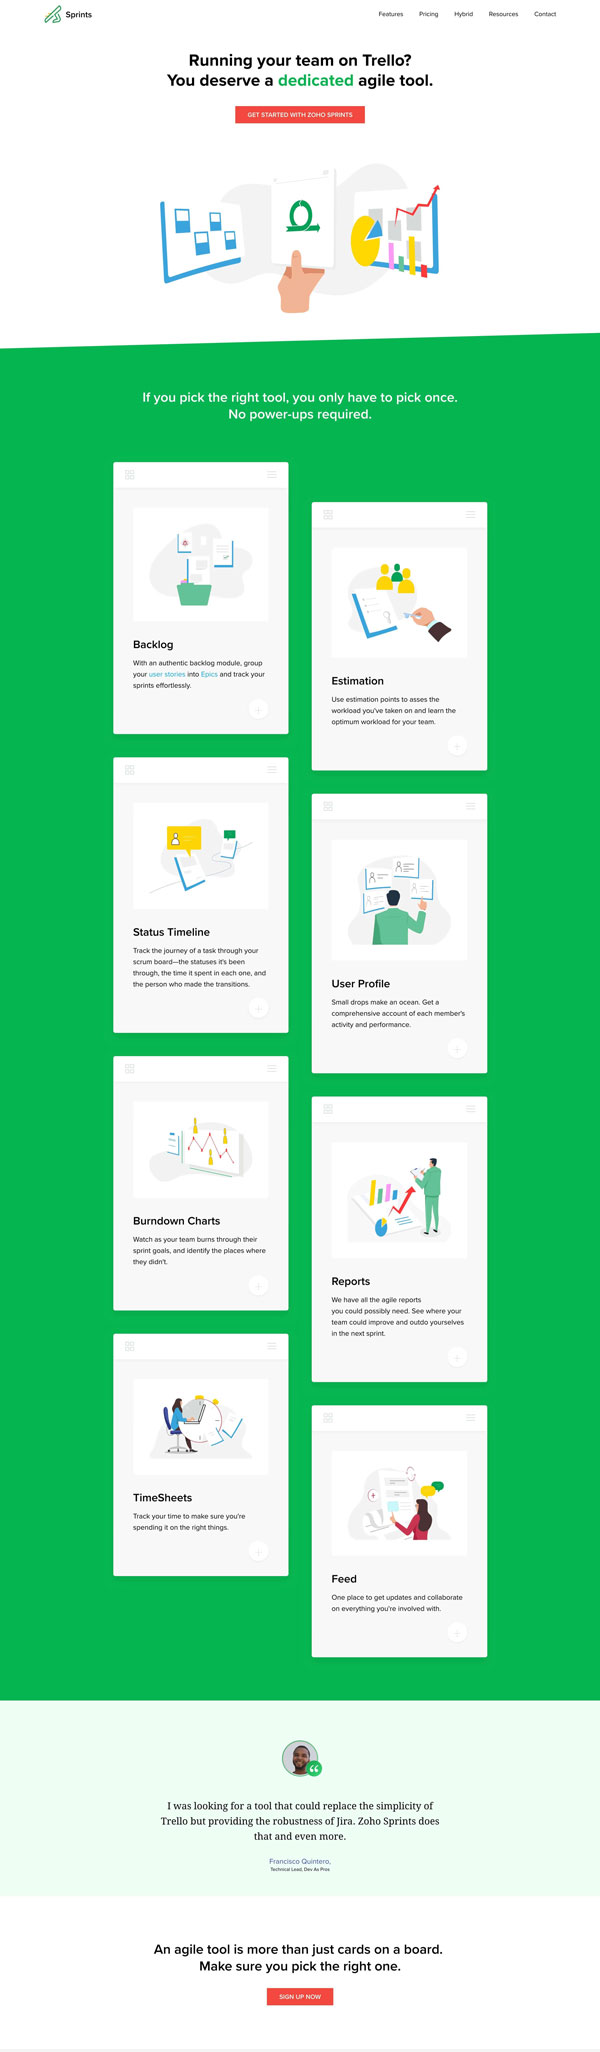 Sprints
Features
Pricing
Hybrid
Resources
Contact
Running your team on Trello?
You deserve a dedicated agile tool.
GET STARTED WITH ZOHO SPRINTS
If you pick the right tool, you only have to pick once.
No power-ups required.
Backlog
With an authentic backlog module, group
your user stories into Epics and track your
sprints effortlessly.
Estimation
Use estimation points to asses the
workload you've taken on and learn the
optimum workload for your team.
Status Timeline
Track the journey of a task through your
scrum board—the statuses it's been
through, the time it spent in each one, and
the person who made the transitions.
User Profile
Small drops make an ocean. Get a
comprehensive account of each member's
activity and performance.
Burndown Charts
Watch as your team burns through their
sprint goals, and identify the places where
they didn't.
Reports
We have all the agile reports
you could possibly need. See where your
team could improve and outdo yourselves
in the next sprint.
TimeSheets
Track your time to make sure you're
spending it on the right things.
Feed
One place to get updates and collaborate
on everything you're involved with.
I was looking for a tool that could replace the simplicity of
Trello but providing the robustness of Jira. Zoho Sprints does
that and even more.
Francisco Quintero,
Technical Lead, Dev As Pros
An agile tool is more than just cards on a board.
Make sure you pick the right one.
SIGN UP NOW